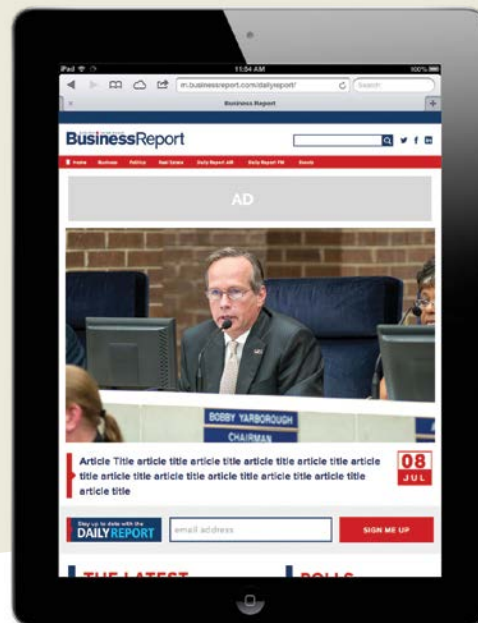 iPad 11:04 AM 100%
m.businessreport.com/dailyreport/ Search
Business Report
BusinessReport
Home Business Politics Real Estate Daily Report AM Daily Report PM Events
AD
BOBBY YARBOROUGH
CHAIRMAN
Article Title article title article title article title article title article
title article title article title article title article title article title
article title
08
JUL
Stay up to date with the
DAILYREPORT
email address
SIGN ME UP
THE LATEST
POLLS